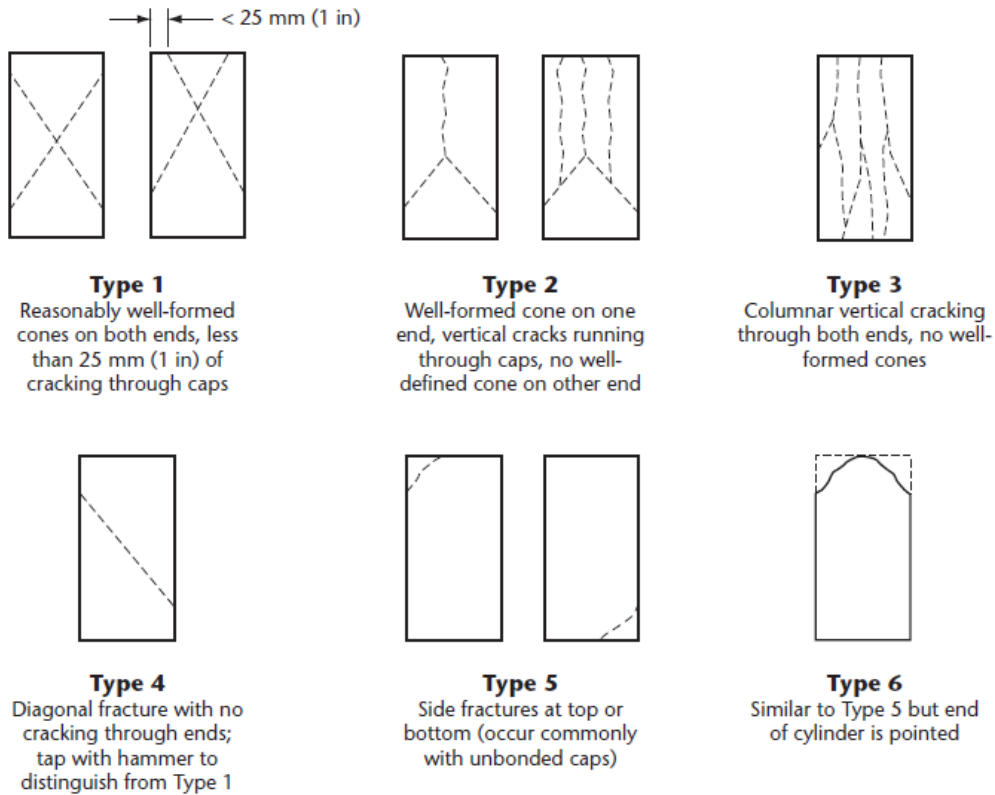 < 25 mm (1 in)
Type 1
Reasonably well-formed
cones on both ends, less
than 25 mm (1 in) of
cracking through caps
Type 2
Well-formed cone on one
end, vertical cracks running
through caps, no well-
defined cone on other end
Type 3
Columnar vertical cracking
through both ends, no well-
formed cones
Type 4
Diagonal fracture with no
cracking through ends;
tap with hammer to
distinguish from Type 1
Type 5
Side fractures at top or
bottom (occur commonly
with unbonded caps)
Type 6
Similar to Type 5 but end
of cylinder is pointed